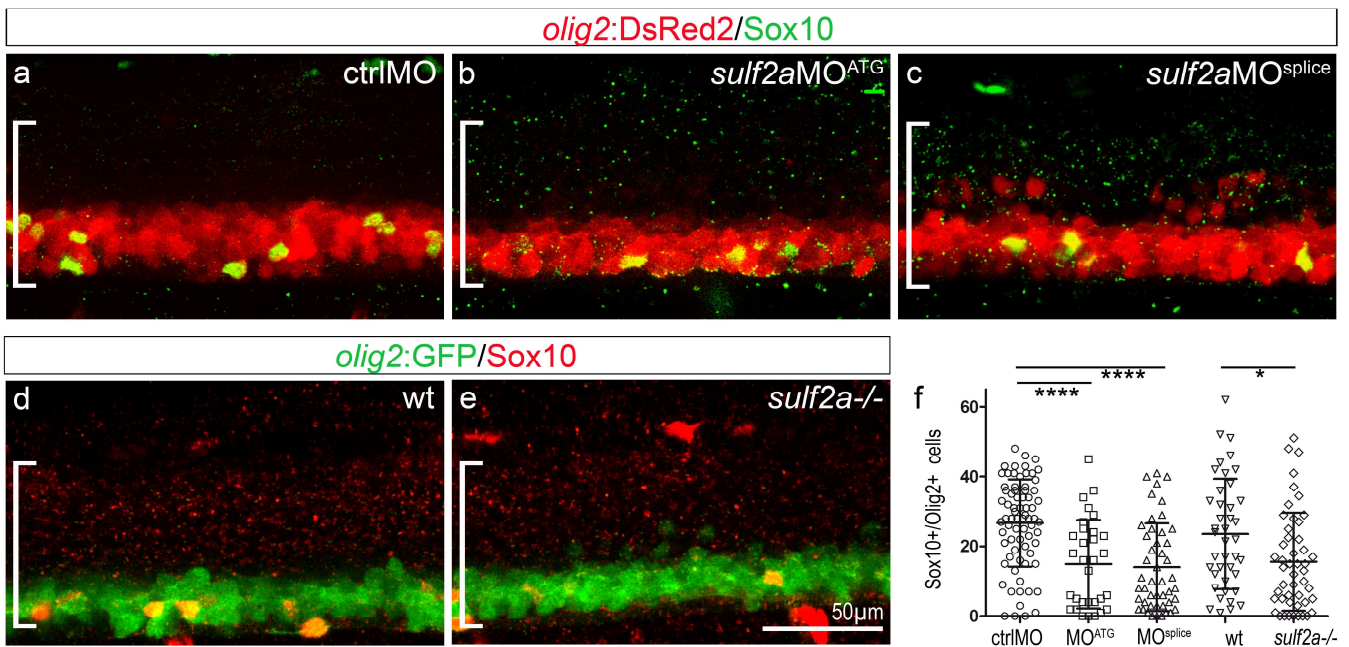 olig2:DsRed2/Sox10
a ctrlMO
b sulf2aMOATG
c sulf2aMOsplice
olig2:GFP/Sox10
d wt
e sulf2a-/-
50μm
f
**** *
****
Sox10+/Olig2+ cells
60
40
20
0
ctrlMO MOATG MOsplice wt sulf2a-/-